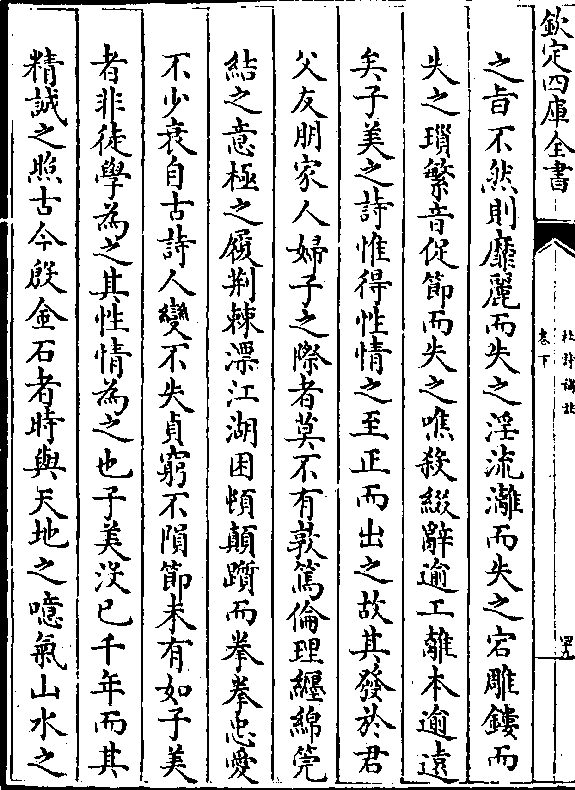 欽定四庫全書
杜詩攟
卷下
之旨不然則靡麗而失之淫流灕而失之宕雕鏤而
失之瑣繁音促節而失之噍殺綴辭逾工離本逾遠
矣子美之詩惟得性情之至正而出之故其發於君
父友朋家人婦子之際者莫不有敦篤倫理纏綿菀
結之意極之履荆棘漂江湖困頓顛躓而拳拳忠愛
不少衰自古詩人變不失貞窮不隕節未有如子美
者非徒學為之其性情為之也子美沒已千年而其
精誠之照古今殷金石者時與天地之噫氣山水之